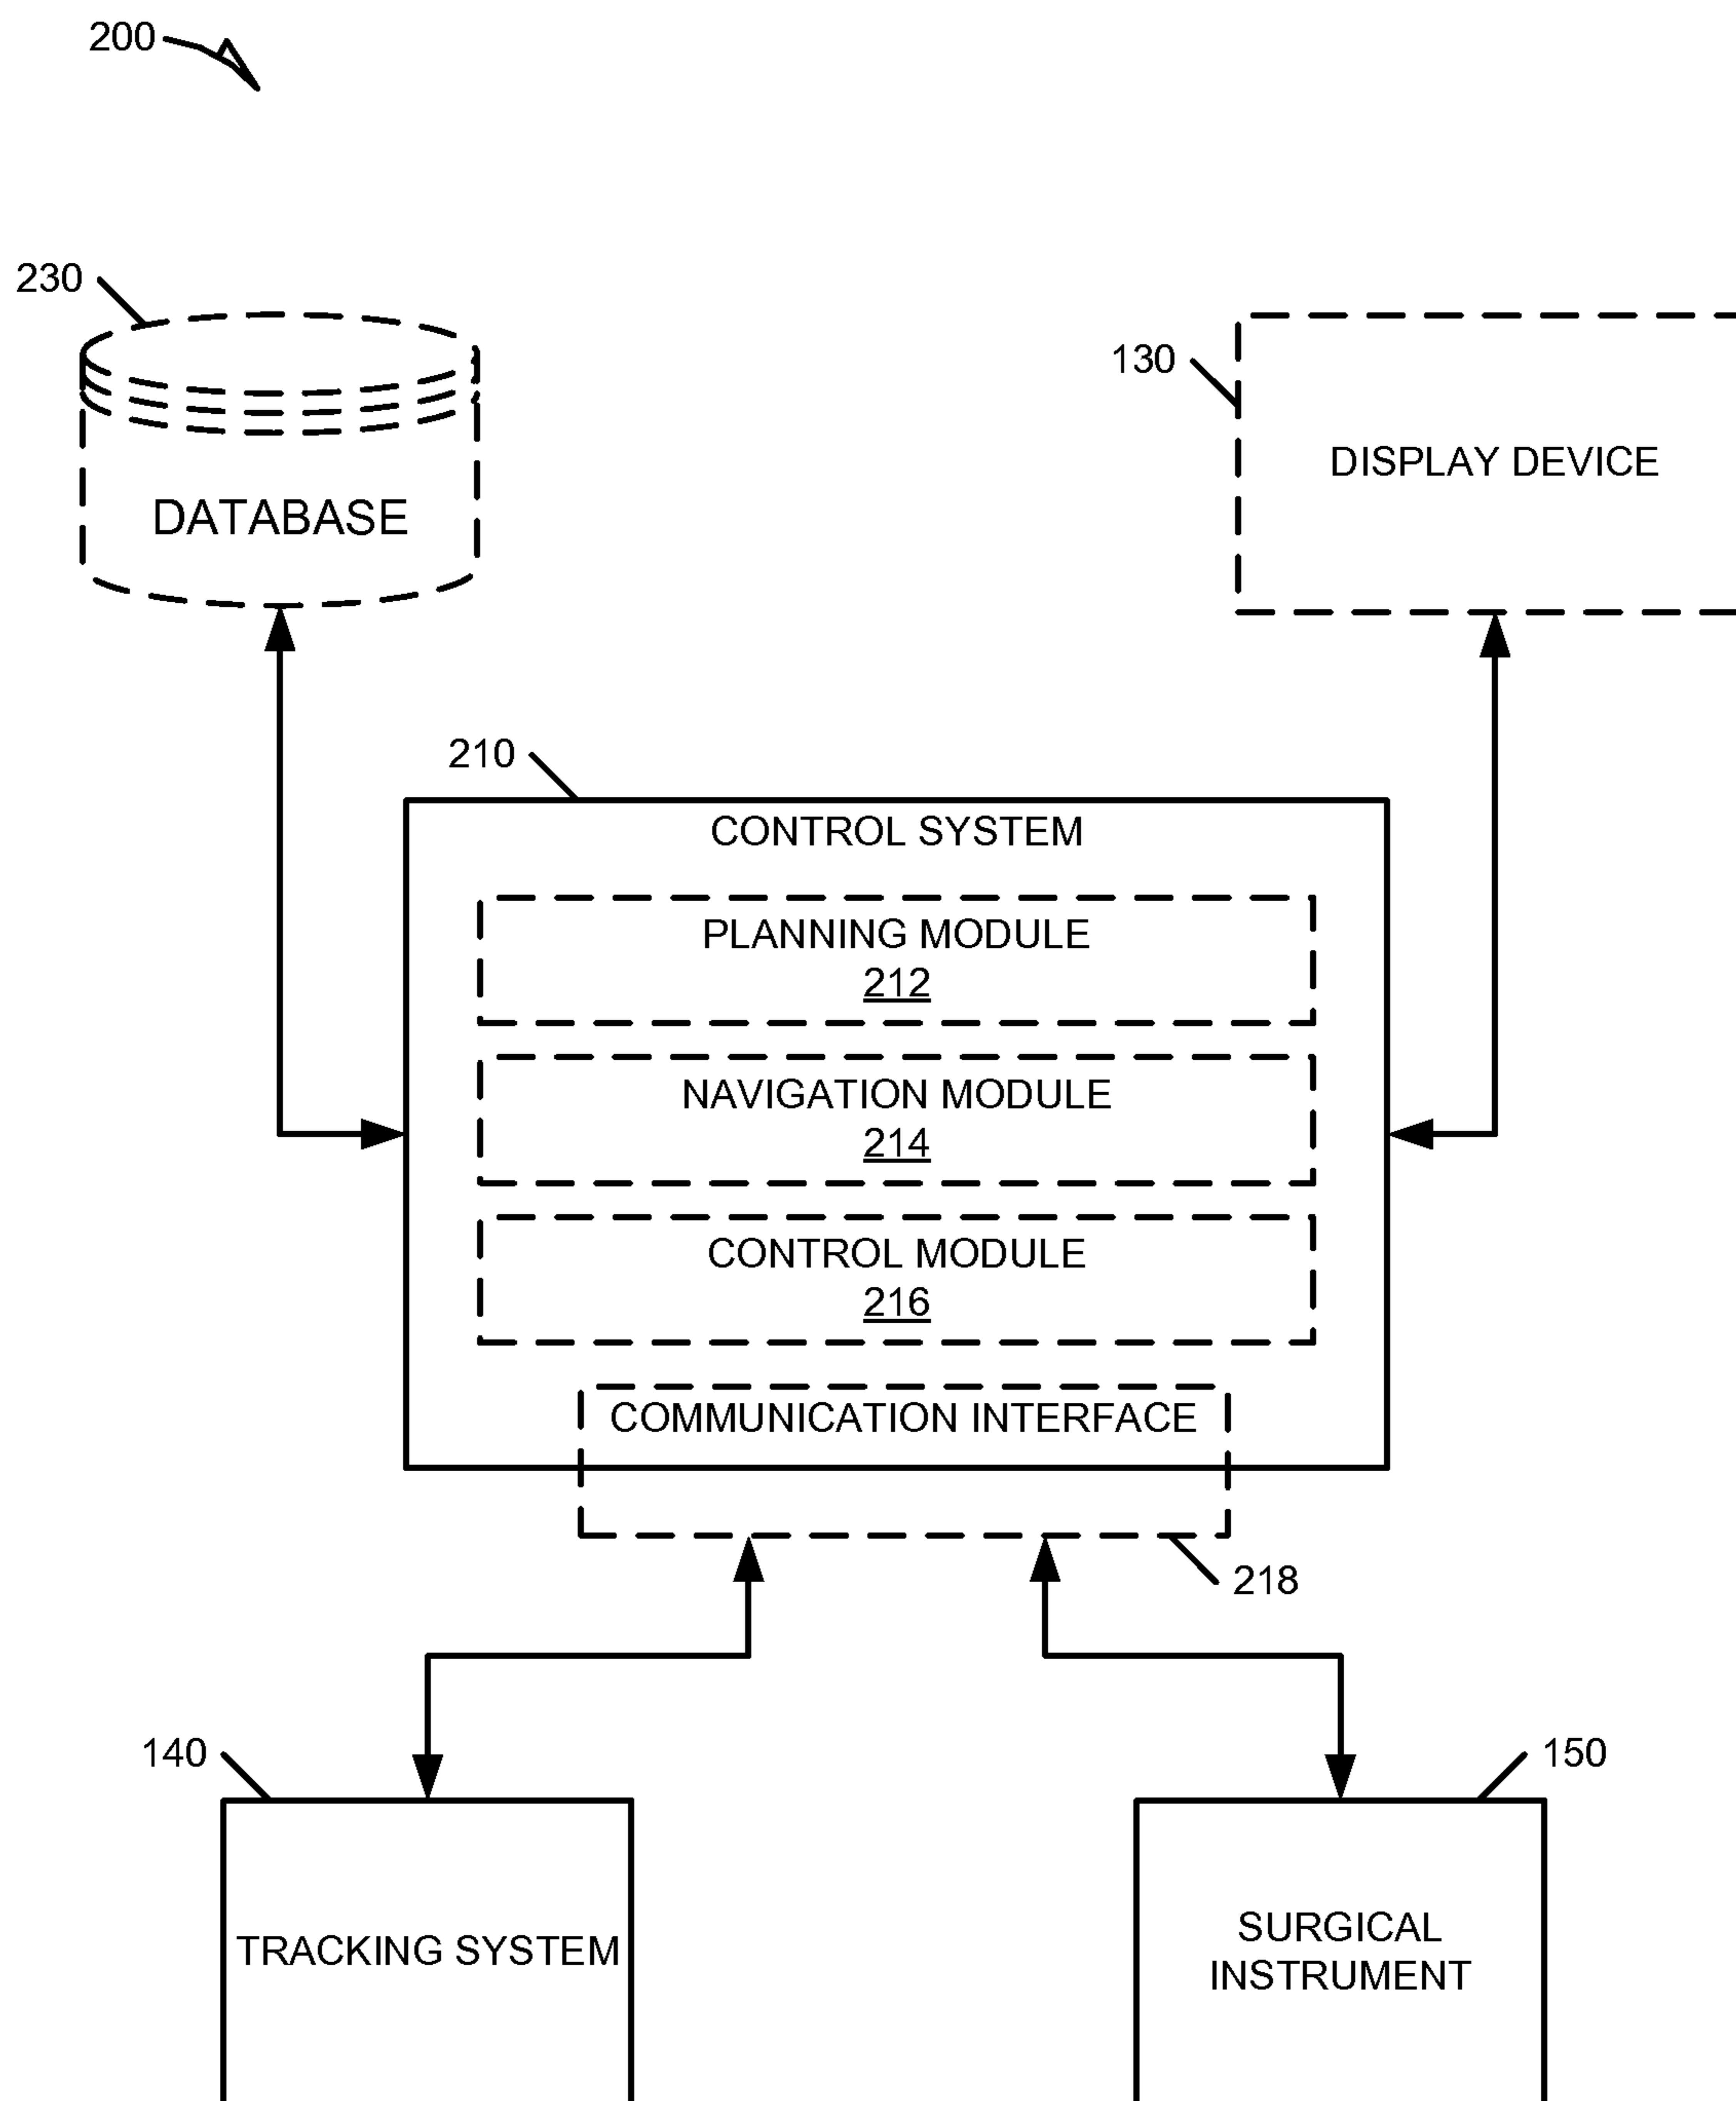 200
230
130
DISPLAY DEVICE
DATABASE
210
CONTROL SYSTEM
PLANNING MODULE
212
NAVIGATION MODULE
214
CONTROL MODULE
216
COMMUNICATION INTERFACE
218
140
150
TRACKING SYSTEM
SURGICAL
INSTRUMENT